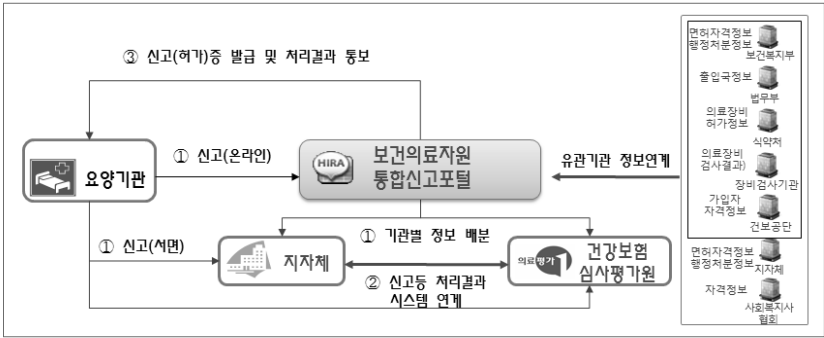 ③ 신고(허가)증 발급 및 처리결과 통보
요양기관
① 신고(온라인)
HIRA
보건의료자원
통합신고포털
유관기관 정보연계
① 신고(서면)
① 기관별 정보 배분
지자체
② 신고등 처리결과
시스템 연계
의료평가
건강보험
심사평가원
면허자격정보
행정처분정보
보건복지부
출입국정보
법무부
의료장비
허가정보
식약처
의료장비
검사결과)
장비검사기관
가입자
자격정보
건보공단
면허자격정보
행정처분정보
지자체
자격정보
사회복지사
협회